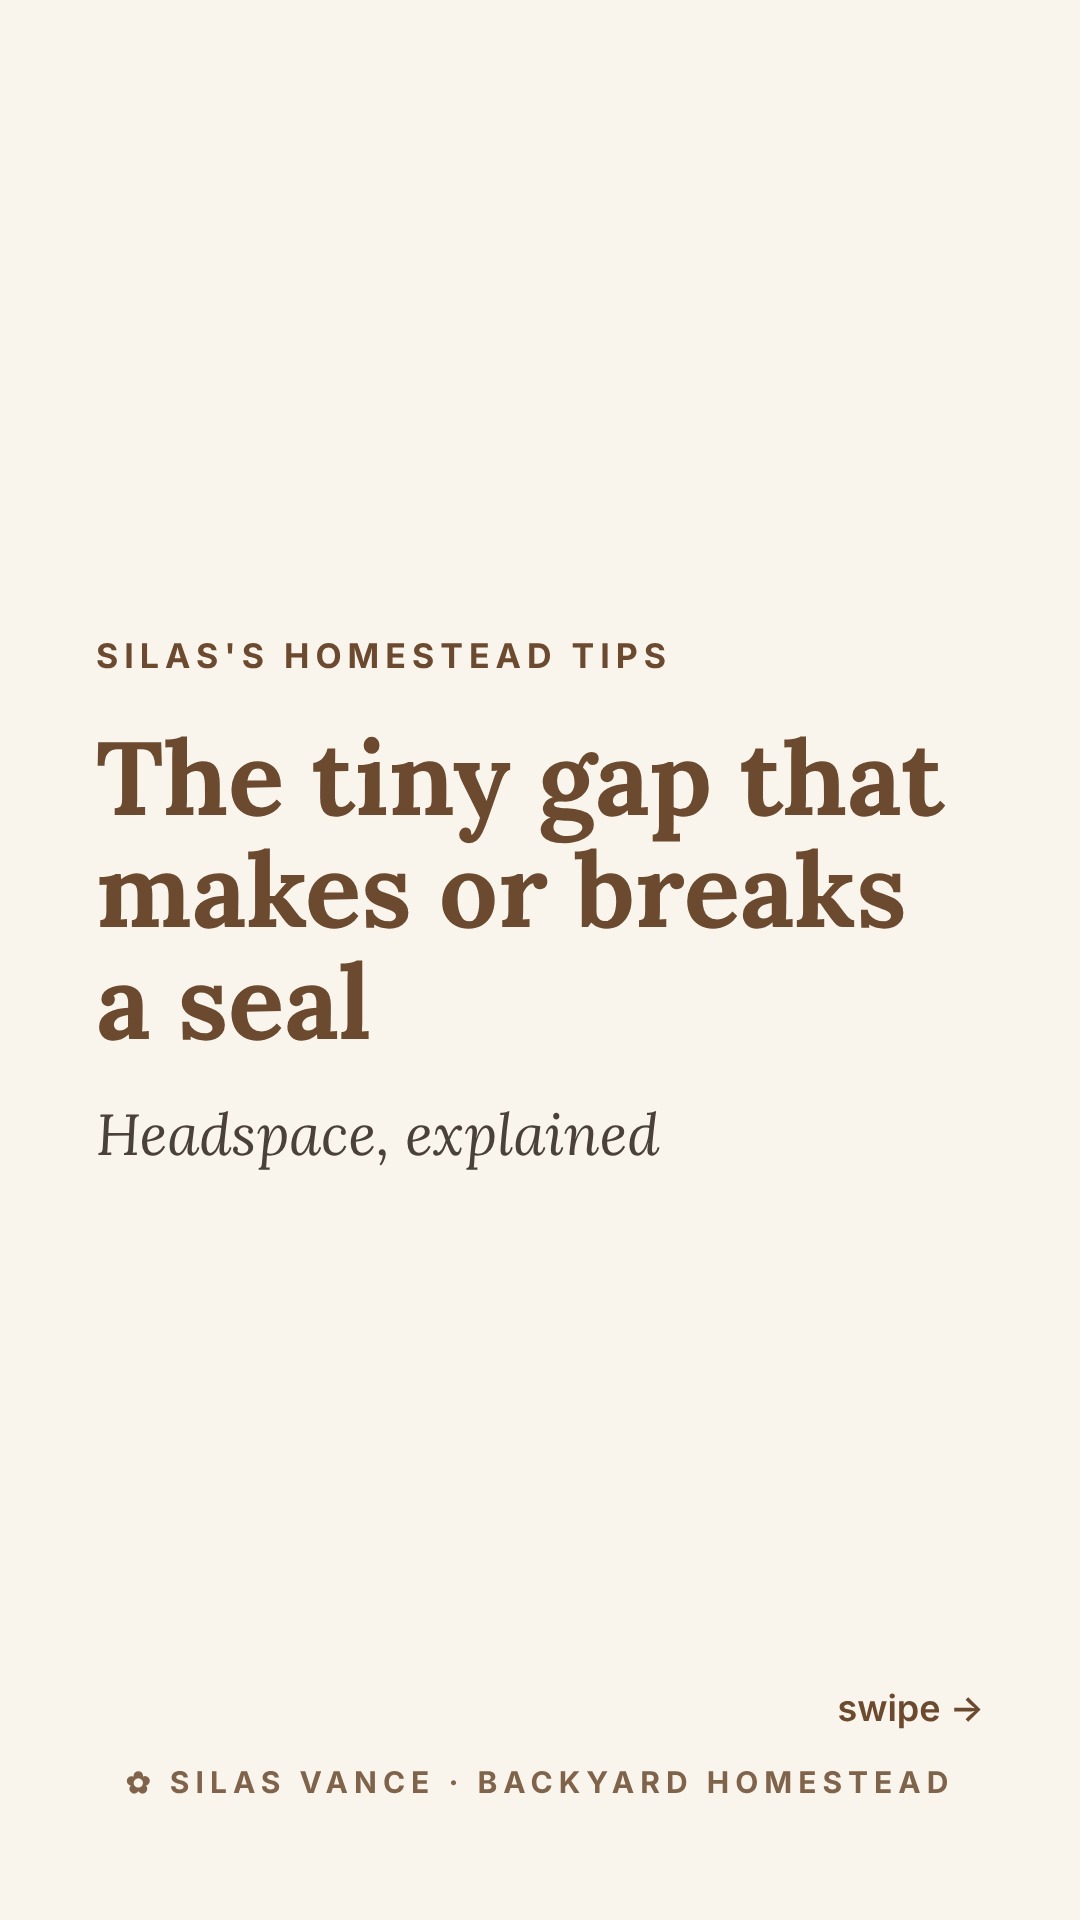 SILAS'S HOMESTEAD TIPS
The tiny gap that
makes or breaks
a seal
Headspace, explained
swipe →
✿ SILAS VANCE · BACKYARD HOMESTEAD